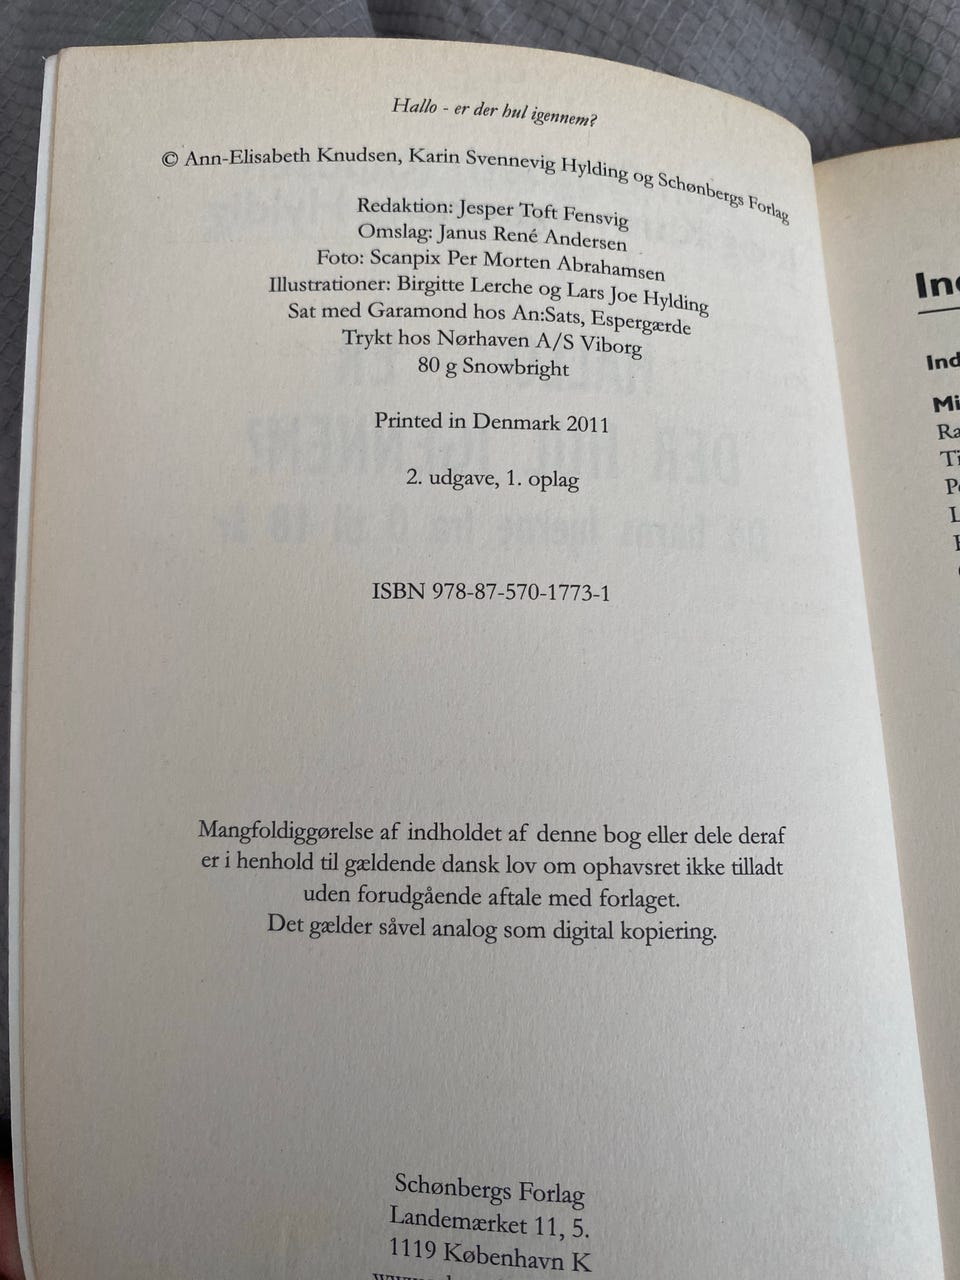 Hallo - er der hul igennem?
© Ann-Elisabeth Knudsen, Karin Svennevig Hylding og Schønbergs Forlag
Redaktion: Jesper Toft Fensvig
Omslag: Janus René Andersen
Foto: Scanpix Per Morten Abrahamsen
Illustrationer: Birgitte Lerche og Lars Joe Hylding
Sat med Garamond hos An:Sats, Espergærde
Trykt hos Nørhaven A/S Viborg
80 g Snowbright
Printed in Denmark 2011
2. udgave, 1. oplag
ISBN 978-87-570-1773-1
Mangfoldiggørelse af indholdet af denne bog eller dele deraf
er i henhold til gældende dansk lov om ophavsret ikke tilladt
uden forudgående aftale med forlaget.
Det gælder såvel analog som digital kopiering.
Schønbergs Forlag
Landemærket 11, 5.
1119 København K